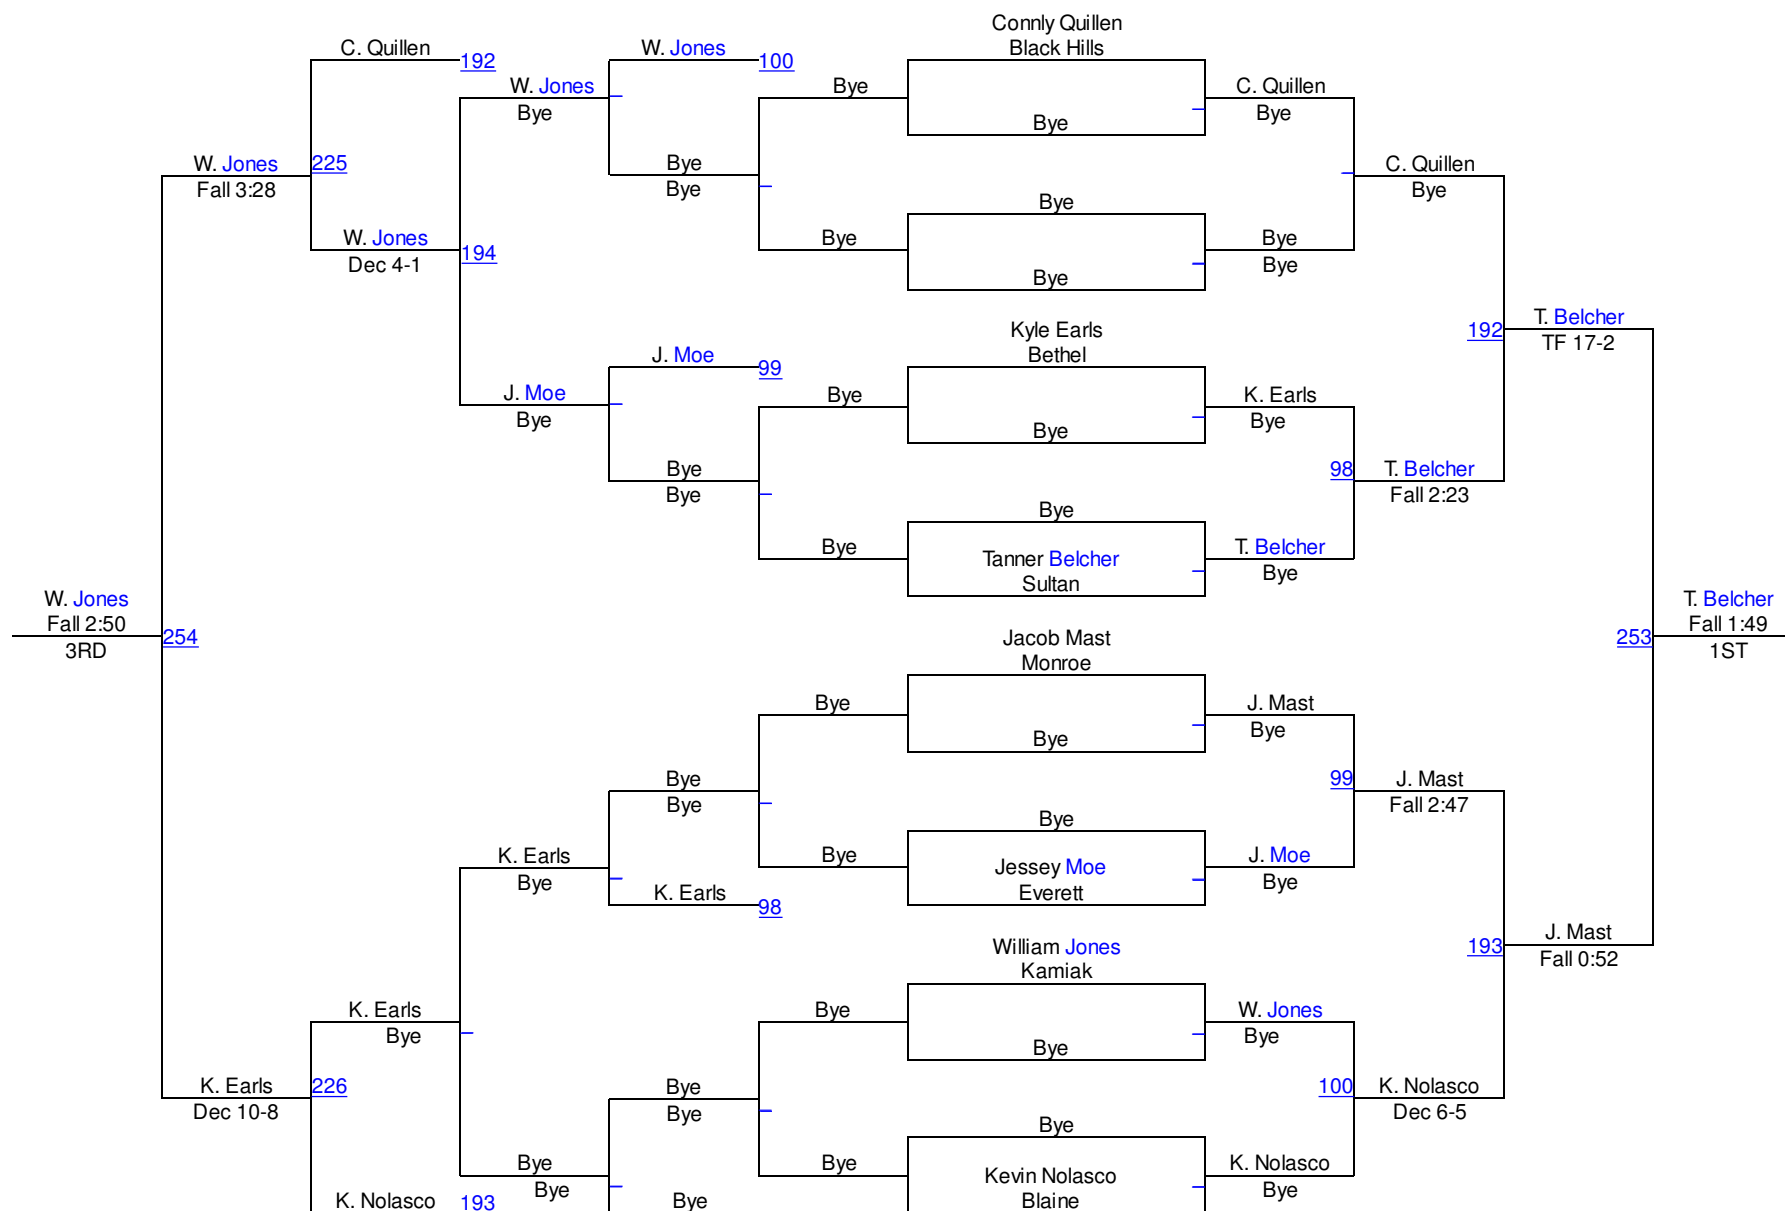 Connly Quillen
C. Quillen
W. Jones
Black Hills
192
100
W. Jones
Bye
C. Quillen
Bye
Bye
Bye
W. Jones
225
Bye
C. Quillen
Fall 3:28
Bye
Bye
Bye
W. Jones
194
Bye
Bye
Dec 4-1
Bye
Bye
Kyle Earls
192
T. Belcher
J. Moe
99
Bethel
TF 17-2
J. Moe
Bye
K. Earls
Bye
Bye
Bye
Bye
98
T. Belcher
Bye
Fall 2:23
Bye
Bye
Tanner Belcher
T. Belcher
Sultan
Bye
W. Jones
T. Belcher
Fall 2:50
Fall 1:49
3RD
254
Jacob Mast
253
1ST
Monroe
Bye
J. Mast
Bye
Bye
Bye
99
J. Mast
Bye
Fall 2:47
Bye
K. Earls
Bye
Jessey Moe
J. Moe
Bye
Everett
Bye
K. Earls
98
William Jones
193
J. Mast
Kamiak
Fall 0:52
K. Earls
Bye
W. Jones
Bye
Bye
Bye
K. Earls
226
Bye
100
K. Nolasco
Dec 10-8
Bye
Dec 6-5
Bye
Bye
Bye
Kevin Nolasco
K. Nolasco
Bye
Bye
K. Nolasco
193
Bye
Blaine